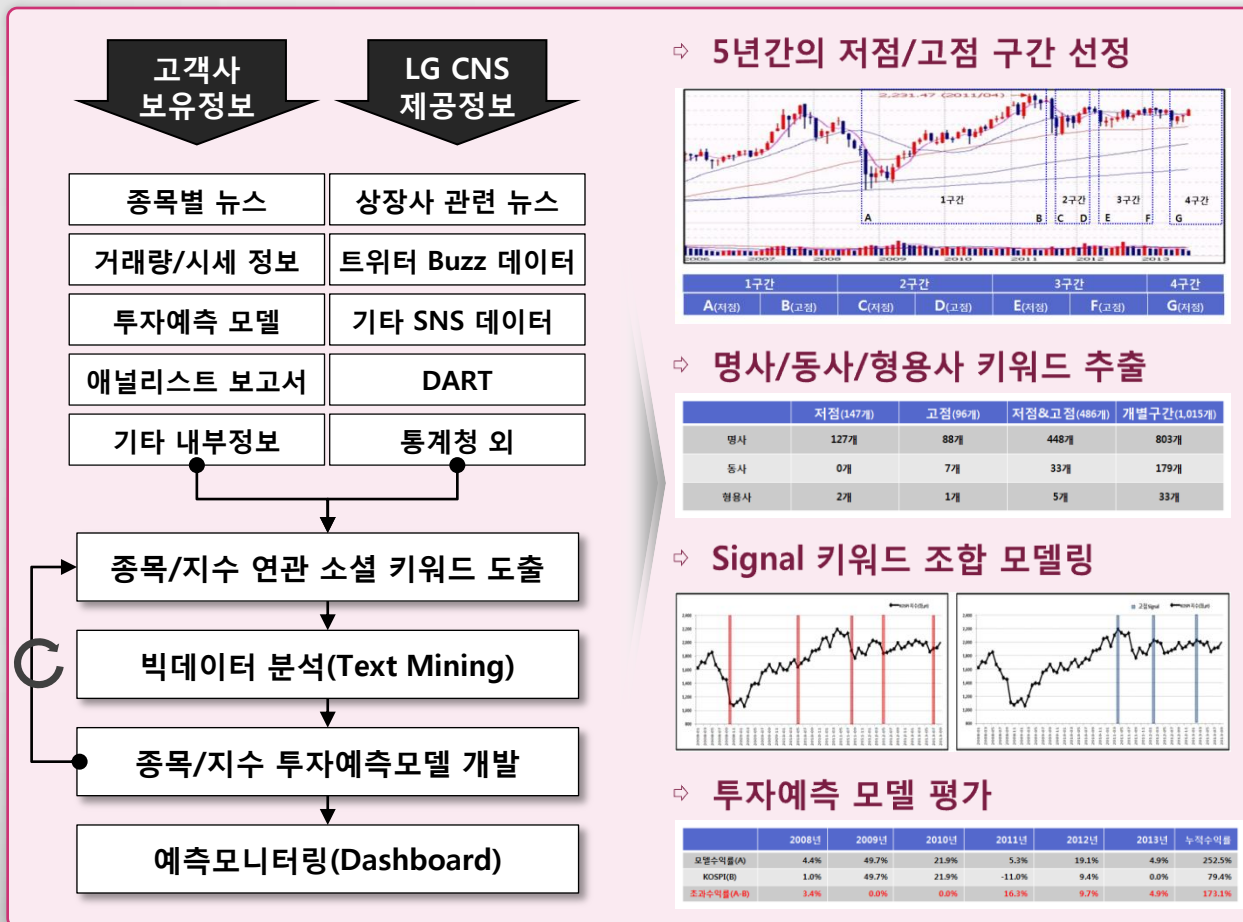 고객사
보유정보
LG CNS
제공정보
종목별 뉴스
상장사 관련 뉴스
거래량/시세 정보
트위터 Buzz 데이터
투자예측 모델
기타 SNS 데이터
애널리스트 보고서
DART
기타 내부정보
통계청 외
종목/지수 연관 소셜 키워드 도출
빅데이터 분석(Text Mining)
종목/지수 투자예측모델 개발
예측모니터링(Dashboard)
⇨ 5년간의 저점/고점 구간 선정
2,231.47 (2011/04)
1구간 2구간 3구간 4구간
A B C D E F G
2006 2007 2008 2009 2010 2011 2012 2013
1구간 2구간 3구간 4구간
A(저점) B(고점) C(저점) D(고점) E(저점) F(고점) G(저점)
⇨ 명사/동사/형용사 키워드 추출
저점(147개) 고점(96개) 저점&고점(486개) 개별구간(1,015개)
명사 127개 88개 448개 803개
동사 0개 7개 33개 179개
형용사 2개 1개 5개 33개
⇨ Signal 키워드 조합 모델링
고점Signal
⇨ 투자예측 모델 평가
2008년 2009년 2010년 2011년 2012년 2013년 누적수익률
모델수익률(A) 4.4% 49.7% 21.9% 5.3% 19.1% 4.9% 252.5%
KOSPI(B) 1.0% 49.7% 21.9% -11.0% 9.4% 0.0% 79.4%
초과수익률(A-B) 3.4% 0.0% 0.0% 16.3% 9.7% 4.9% 173.1%